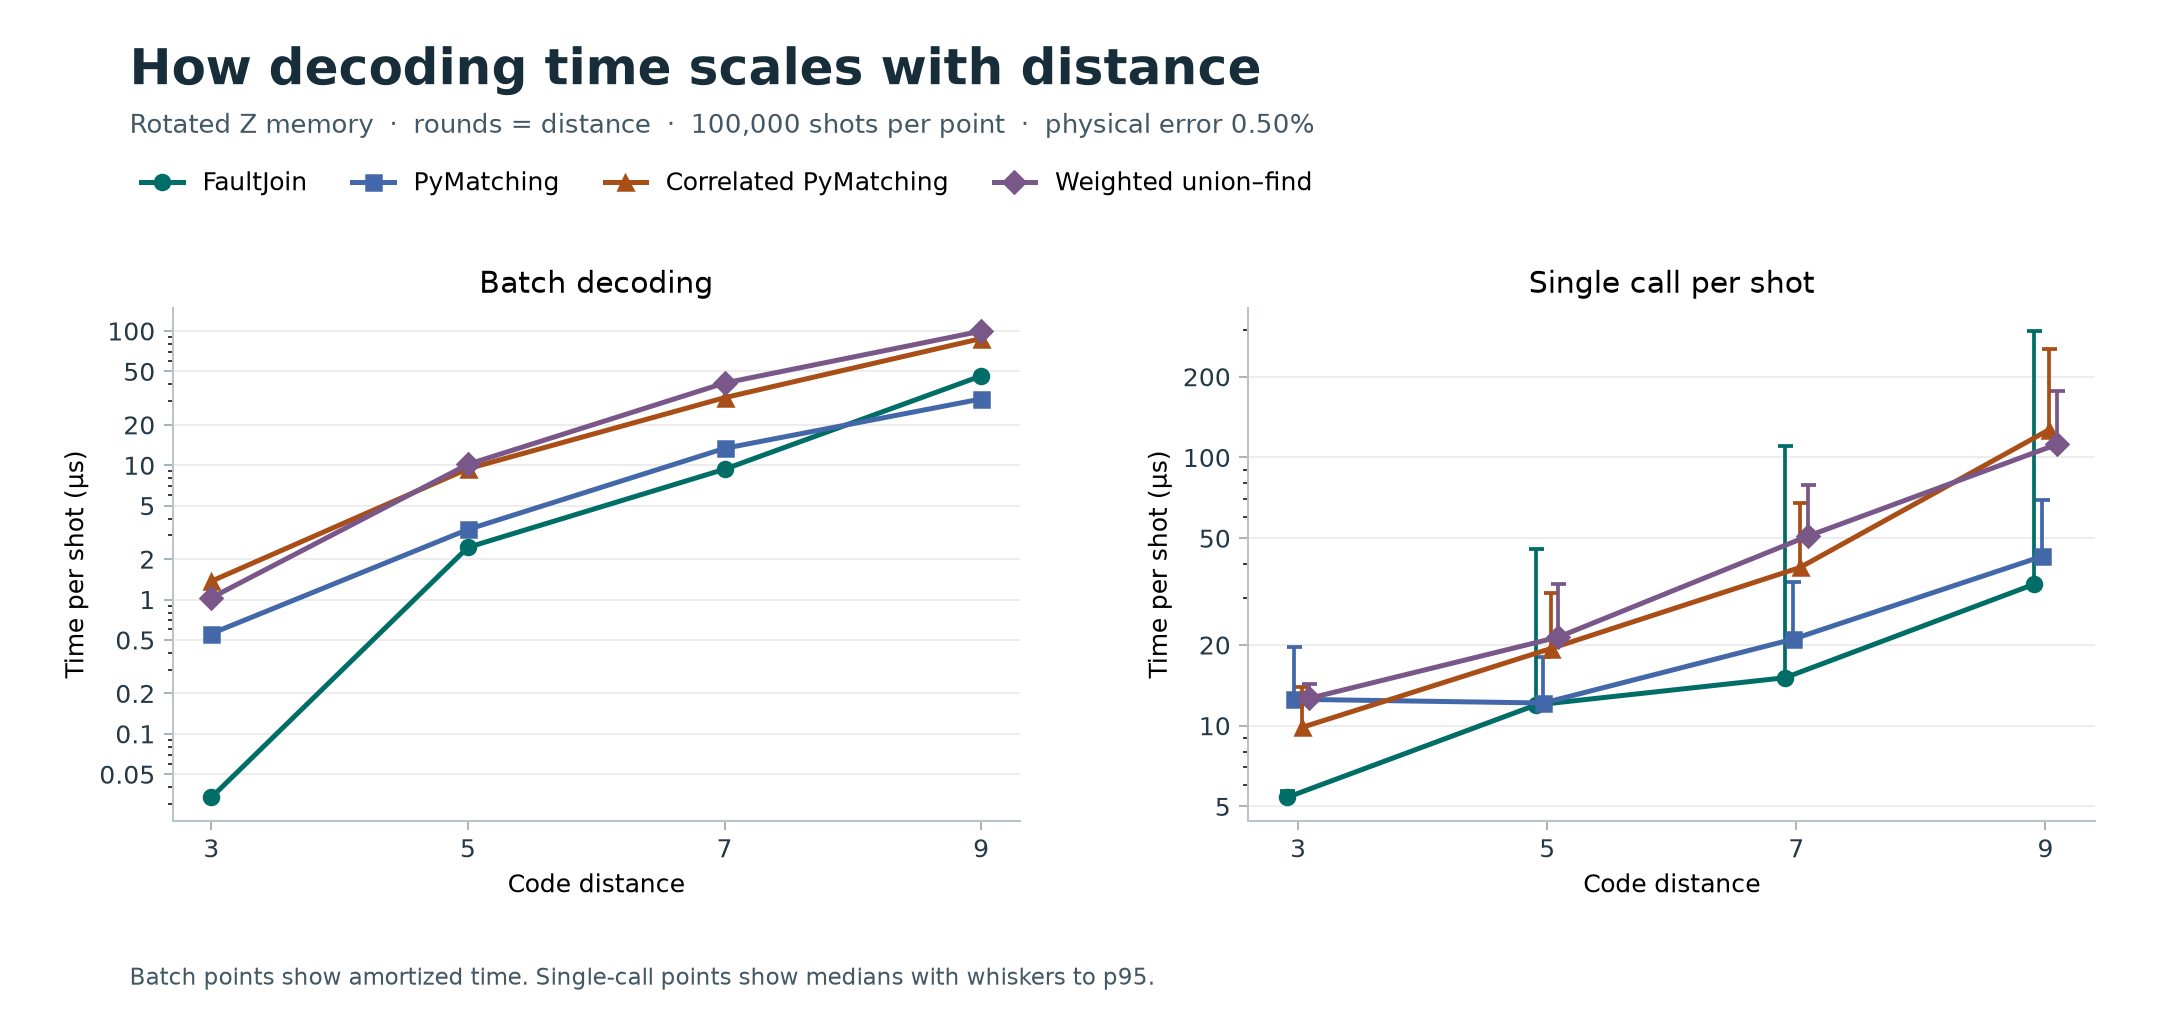 How decoding time scales with distance
Rotated Z memory · rounds = distance · 100,000 shots per point · physical error 0.50%
FaultJoin PyMatching Correlated PyMatching Weighted union–find
Batch decoding
Time per shot (µs)
100
50
20
10
5
2
1
0.5
0.2
0.1
0.05
3 5 7 9
Code distance
Single call per shot
Time per shot (µs)
200
100
50
20
10
5
3 5 7 9
Code distance
Batch points show amortized time. Single-call points show medians with whiskers to p95.